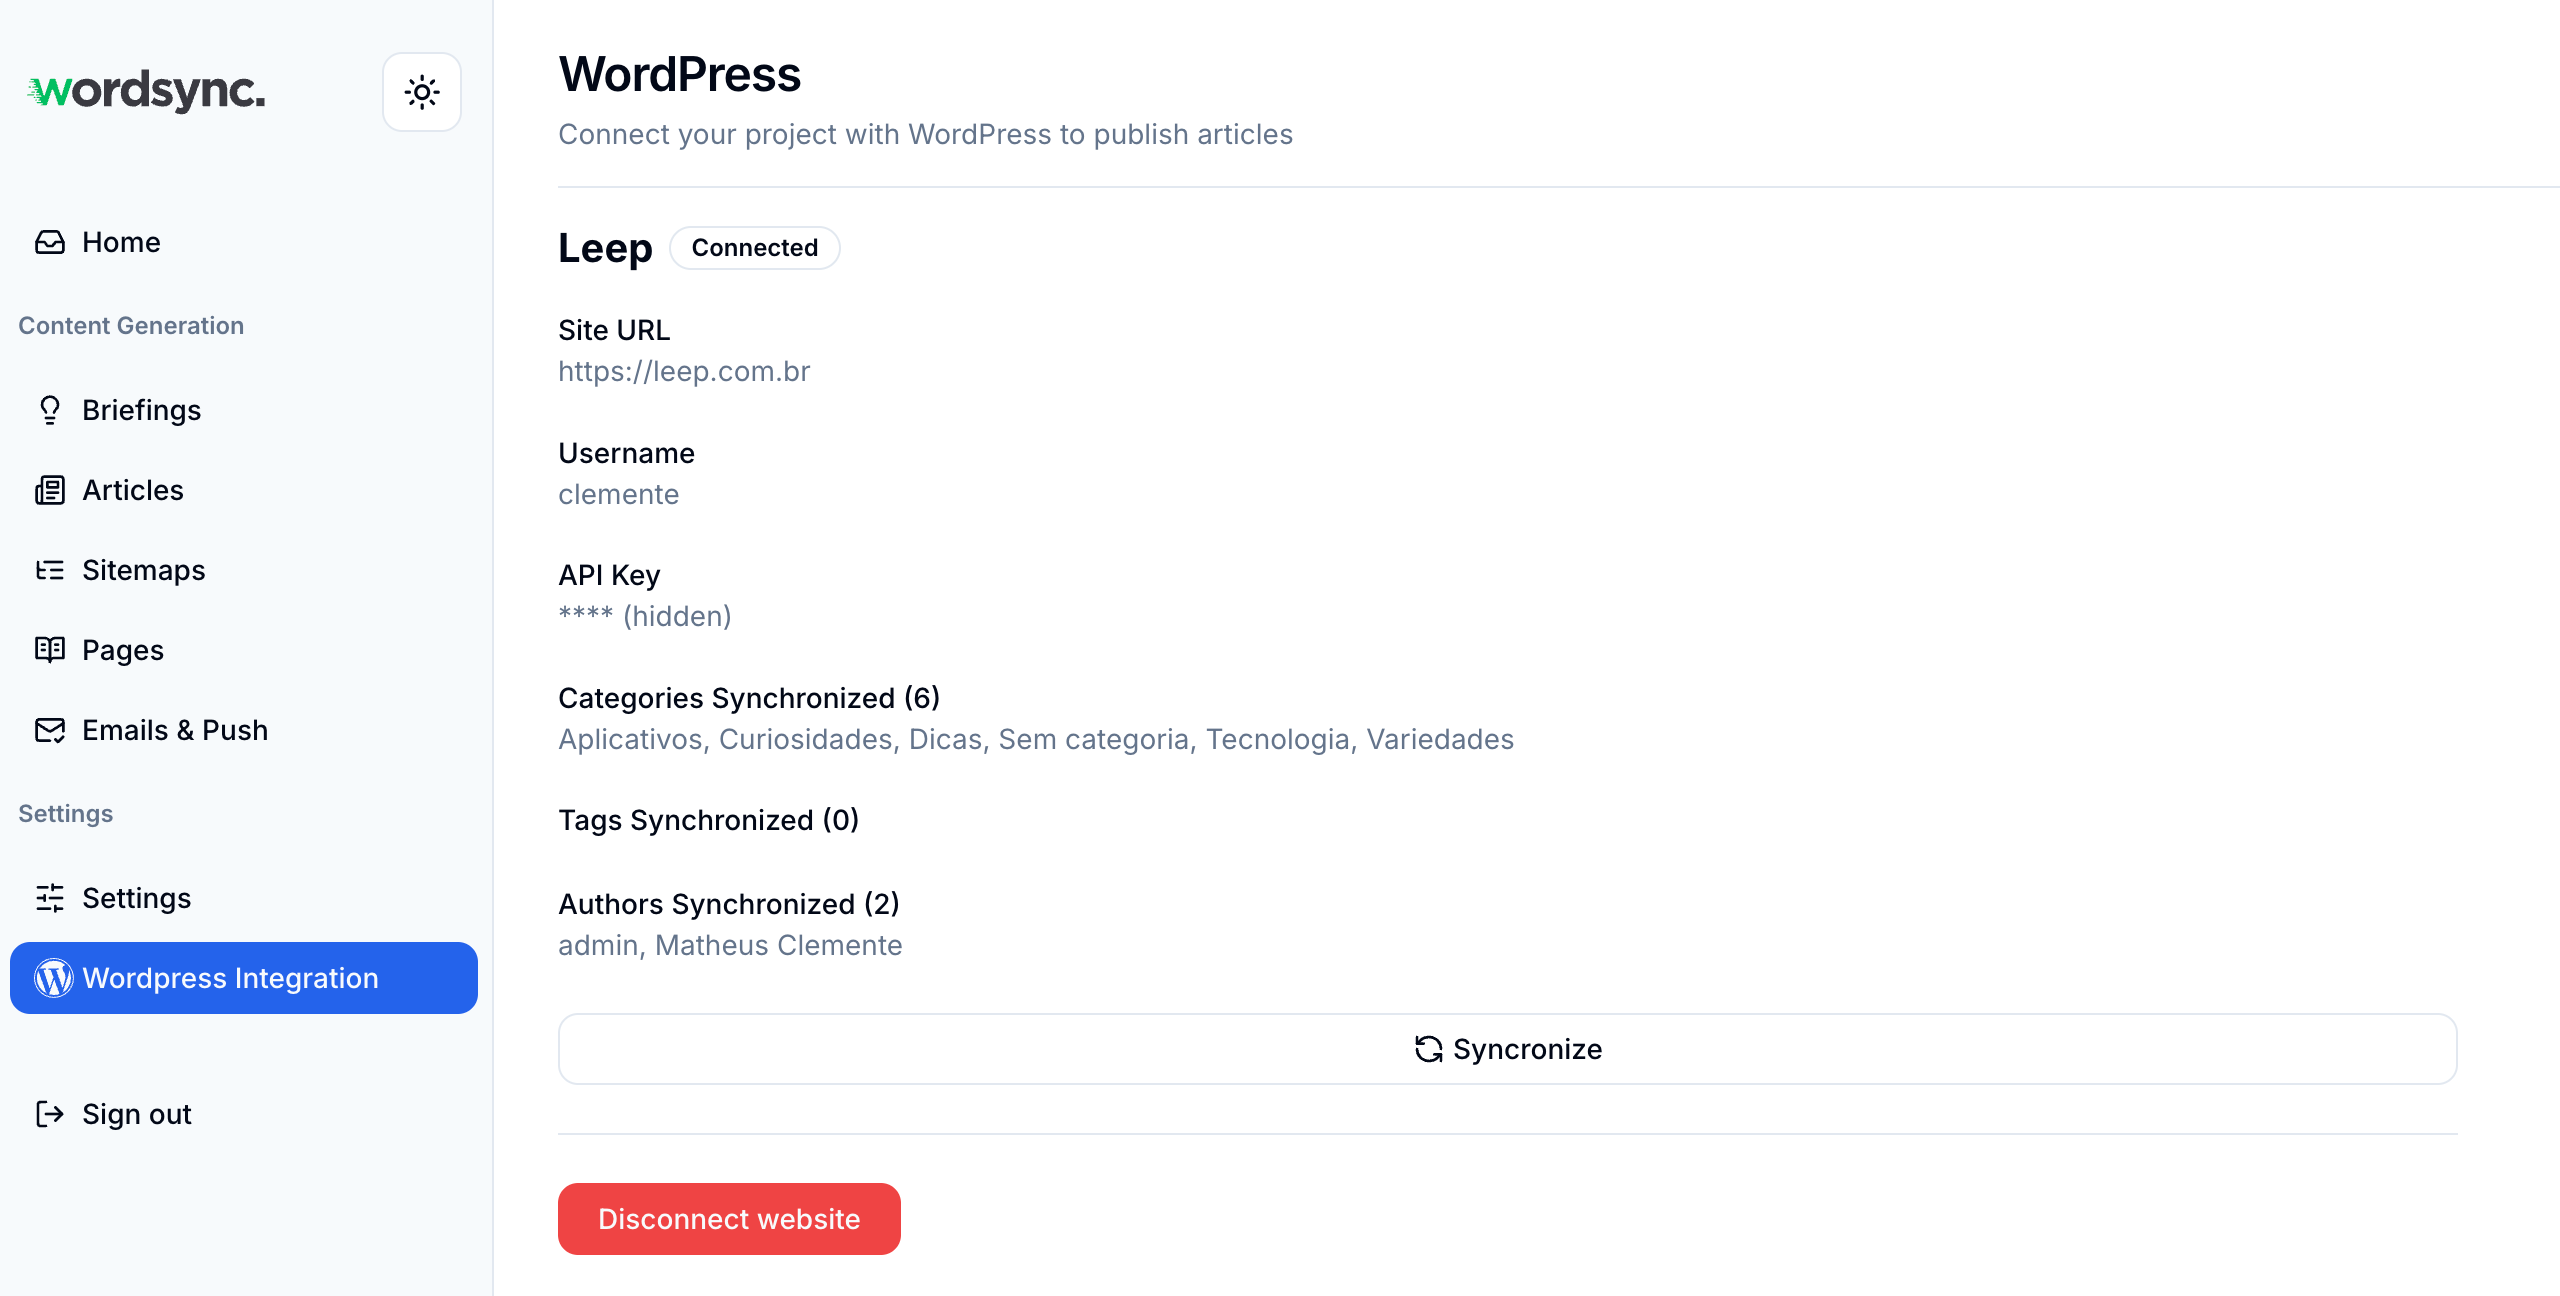 wordsync.
Home
Content Generation
Briefings
Articles
Sitemaps
Pages
Emails & Push
Settings
Settings
Wordpress Integration
Sign out
WordPress
Connect your project with WordPress to publish articles
Leep Connected
Site URL
https://leep.com.br
Username
clemente
API Key
**** (hidden)
Categories Synchronized (6)
Aplicativos, Curiosidades, Dicas, Sem categoria, Tecnologia, Variedades
Tags Synchronized (0)
Authors Synchronized (2)
admin, Matheus Clemente
Syncronize
Disconnect website